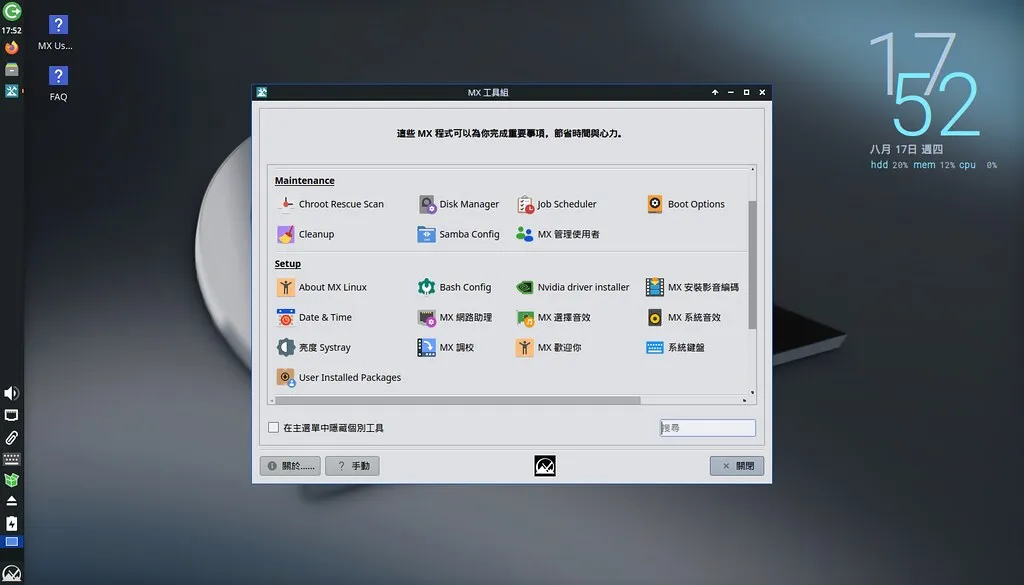 17:52
MX Us...
FAQ
MX 工具組
這些 MX 程式可以為你完成重要事項，節省時間與心力。
Maintenance
Chroot Rescue Scan
Disk Manager
Job Scheduler
Boot Options
Cleanup
Samba Config
MX 管理使用者
Setup
About MX Linux
Bash Config
Nvidia driver installer
MX 安裝影音編碼
Date & Time
MX 網路助理
MX 選擇音效
MX 系統音效
亮度 Systray
MX 調校
MX 歡迎你
系統鍵盤
User Installed Packages
在主選單中隱藏個別工具
搜尋
關於......
? 手動
關閉
17
52
八月 17日 週四
hdd 20% mem 12% cpu 0%